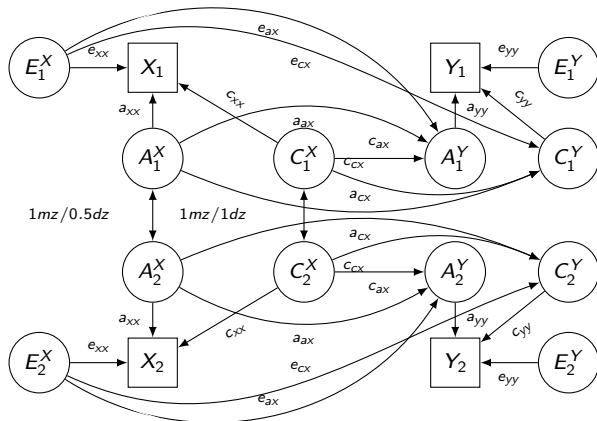 e_ax
E_1^X e_xx X_1 e_cx Y_1 e_yy E_1^Y
a_xx c_xx a_ax a_yy c_yy
A_1^X C_1^X c_ax c_cx A_1^Y C_1^Y
a_cx
1mz/0.5dz 1mz/1dz
a_cx
A_2^X C_2^X c_cx c_ax A_2^Y C_2^Y
a_xx c_xx a_ax a_yy c_yy
E_2^X e_xx X_2 e_cx Y_2 e_yy E_2^Y
e_ax